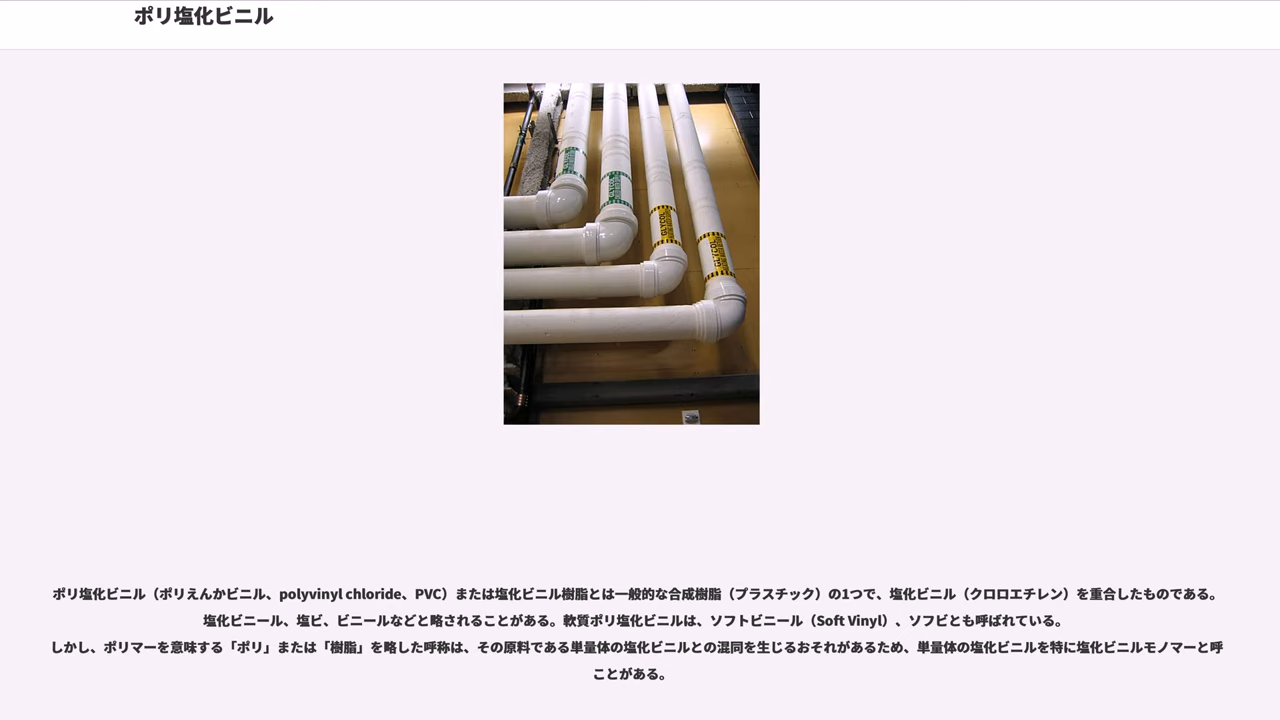 ポリ塩化ビニル
GLYCOL
GLYCOL
GLYCOL
GLYCOL
ポリ塩化ビニル（ポリえんかビニル、polyvinyl chloride、PVC）または塩化ビニル樹脂とは一般的な合成樹脂（プラスチック）の1つで、塩化ビニル（クロロエチレン）を重合したものである。
塩化ビニール、塩ビ、ビニールなどと略されることがある。軟質ポリ塩化ビニルは、ソフトビニール（Soft Vinyl）、ソフビとも呼ばれている。
しかし、ポリマーを意味する「ポリ」または「樹脂」を略した呼称は、その原料である単量体の塩化ビニルとの混同を生じるおそれがあるため、単量体の塩化ビニルを特に塩化ビニルモノマーと呼
ことがある。